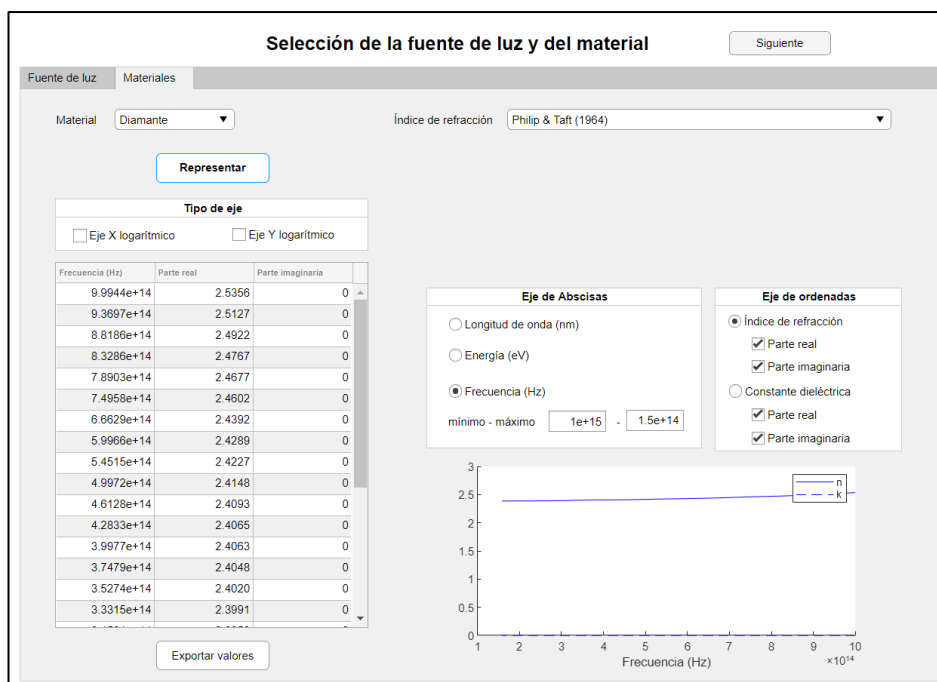 Selección de la fuente de luz y del material
Siguiente
Fuente de luz Materiales
Material Diamante Índice de refracción Philip & Taft (1964)
Representar
Tipo de eje
Eje X logarítmico Eje Y logarítmico
Frecuencia (Hz) Parte real Parte imaginaria
9.9944e+14 2.5356 0
9.3697e+14 2.5127 0
8.8186e+14 2.4922 0
8.3286e+14 2.4767 0
7.8903e+14 2.4677 0
7.4958e+14 2.4602 0
6.6629e+14 2.4392 0
5.9966e+14 2.4289 0
5.4515e+14 2.4227 0
4.9972e+14 2.4148 0
4.6128e+14 2.4093 0
4.2833e+14 2.4065 0
3.9977e+14 2.4063 0
3.7479e+14 2.4048 0
3.5274e+14 2.4020 0
3.3315e+14 2.3991 0
Exportar valores
Eje de Abscisas
Longitud de onda (nm)
Energía (eV)
Frecuencia (Hz)
mínimo - máximo 1e+15 - 1.5e+14
Eje de ordenadas
Índice de refracción
Parte real
Parte imaginaria
Constante dieléctrica
Parte real
Parte imaginaria
3
2.5
2
1.5
1
0.5
0
n
k
1 2 3 4 5 6 7 8 9 10
Frecuencia (Hz) ×10¹⁴